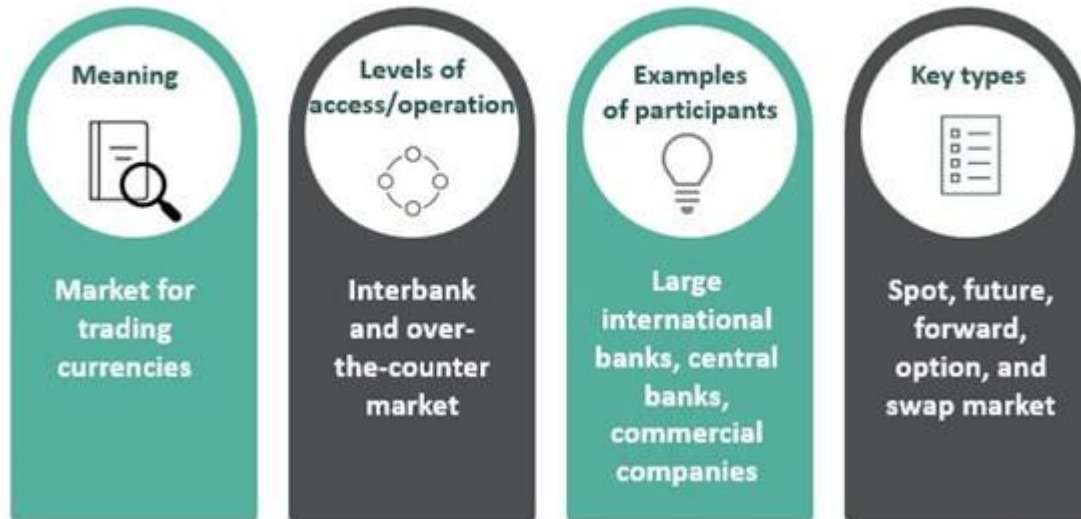 Meaning
Market for
trading
currencies
Levels of
access/operation
Interbank
and over-
the-counter
market
Examples
of participants
Large
international
banks, central
banks,
commercial
companies
Key types
Spot, future,
forward,
option, and
swap market